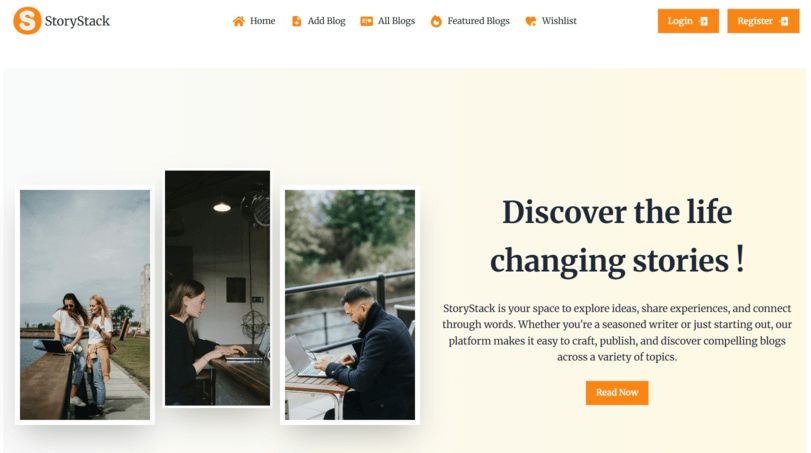 S StoryStack
Home Add Blog All Blogs Featured Blogs Wishlist
Login Register
Discover the life
changing stories !
StoryStack is your space to explore ideas, share experiences, and connect
through words. Whether you're a seasoned writer or just starting out, our
platform makes it easy to craft, publish, and discover compelling blogs
across a variety of topics.
Read Now